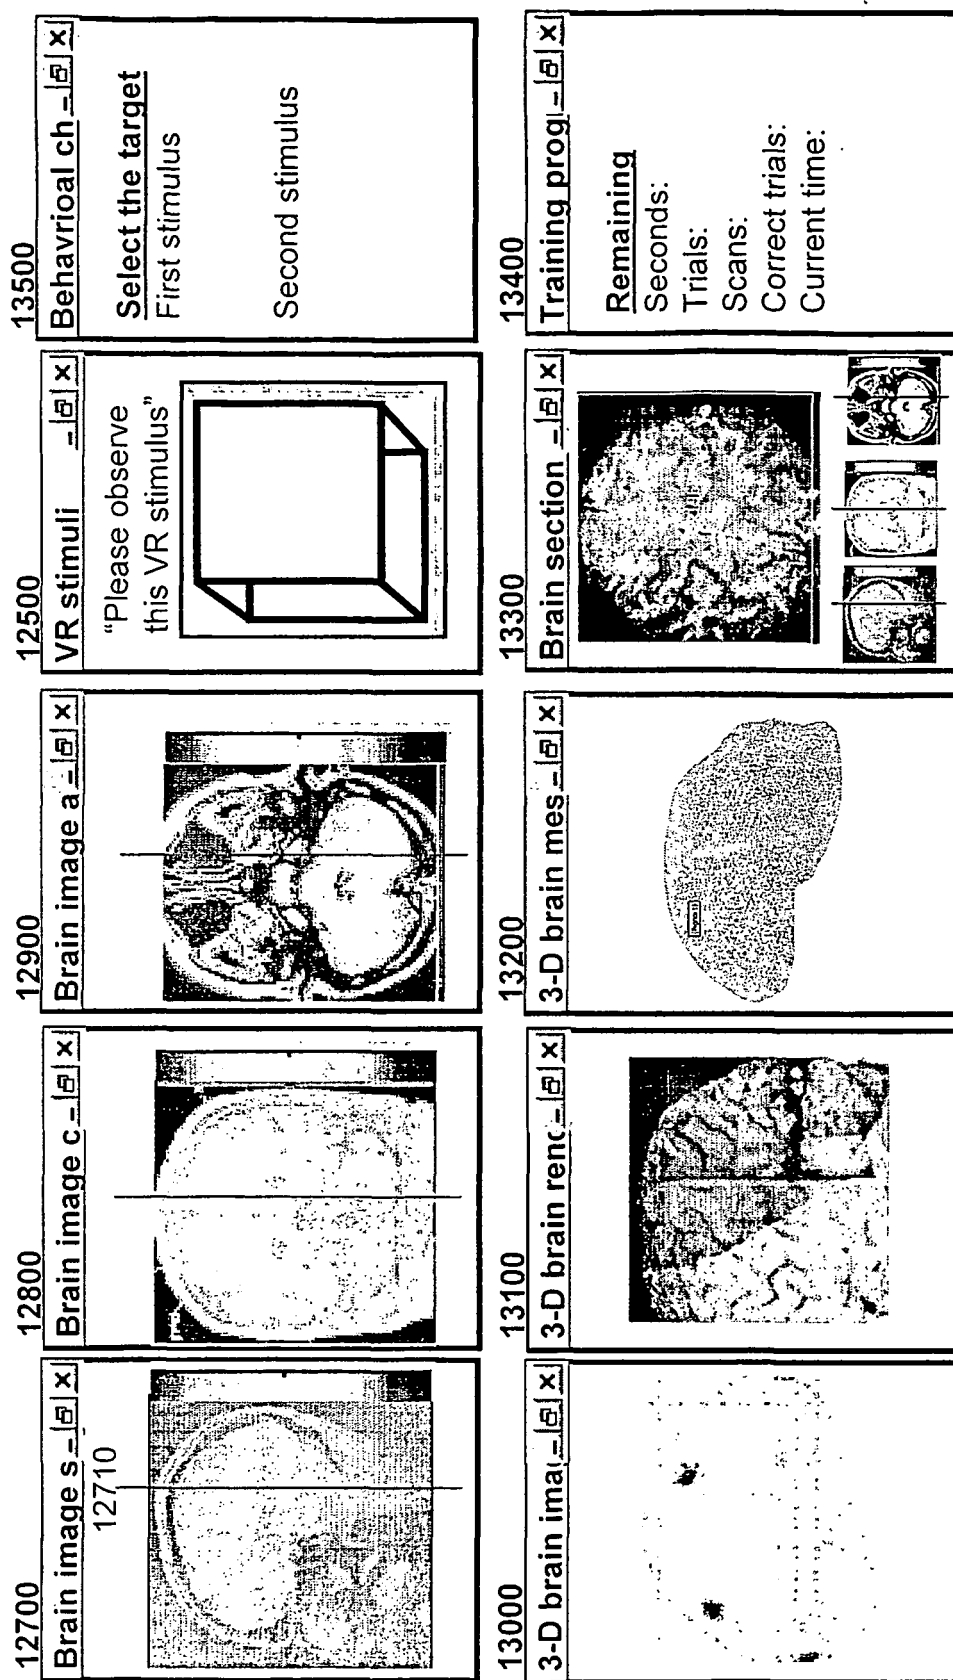 12700
Brain image s
12710
12800
Brain image c
12900
Brain image a
12500
VR stimuli
"Please observe
this VR stimulus"
13500
Behavrioal ch
Select the target
First stimulus
Second stimulus
13000
3-D brain imag
13100
3-D brain renc
13200
3-D brain mes
13300
Brain section
13400
Training prog
Remaining
Seconds:
Trials:
Scans:
Correct trials:
Current time: